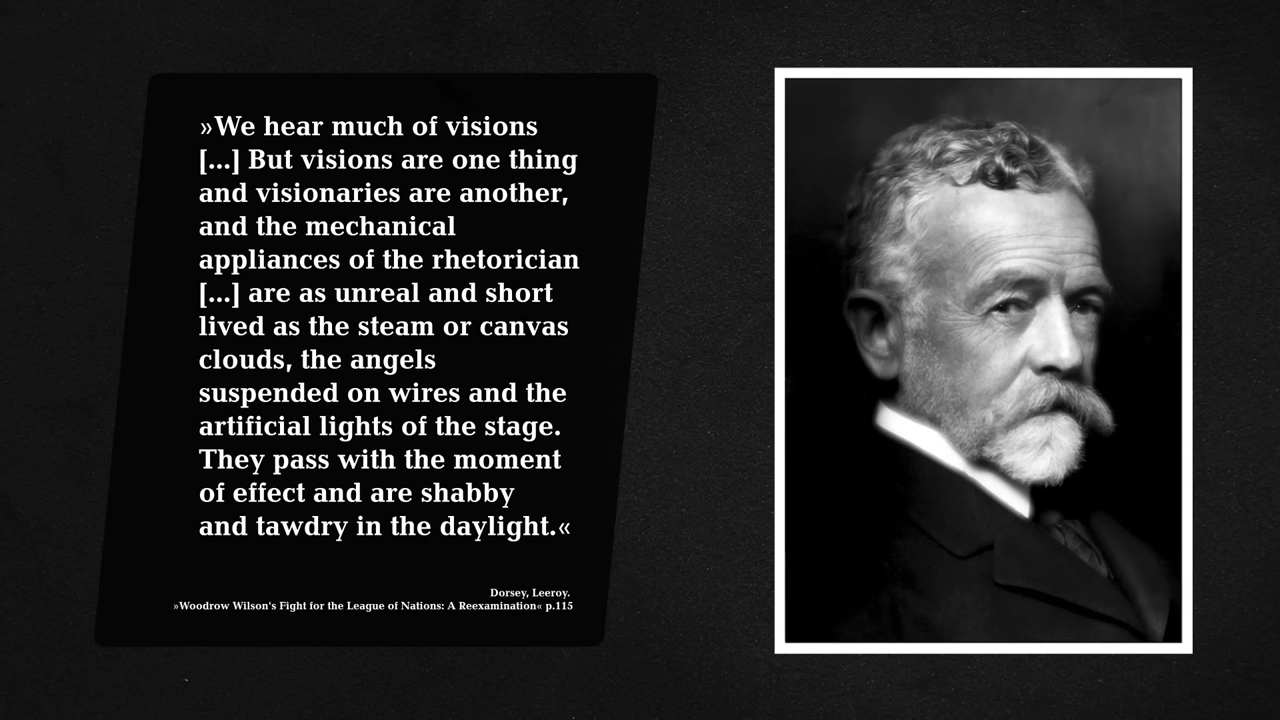 »We hear much of visions
[...] But visions are one thing
and visionaries are another,
and the mechanical
appliances of the rhetorician
[...] are as unreal and short
lived as the steam or canvas
clouds, the angels
suspended on wires and the
artificial lights of the stage.
They pass with the moment
of effect and are shabby
and tawdry in the daylight.«
Dorsey, Leeroy.
»Woodrow Wilson's Fight for the League of Nations: A Reexamination« p.115